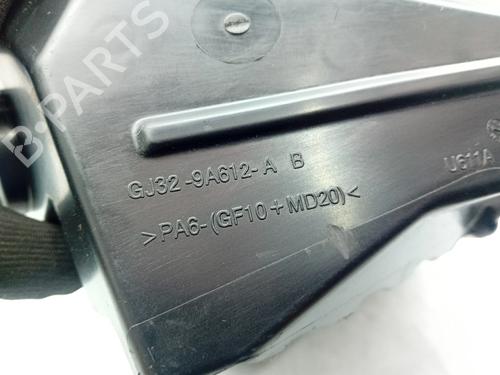 B-PARTS
GJ32-9A612-A B
>PA6-(GF10+MD20)<
U611A